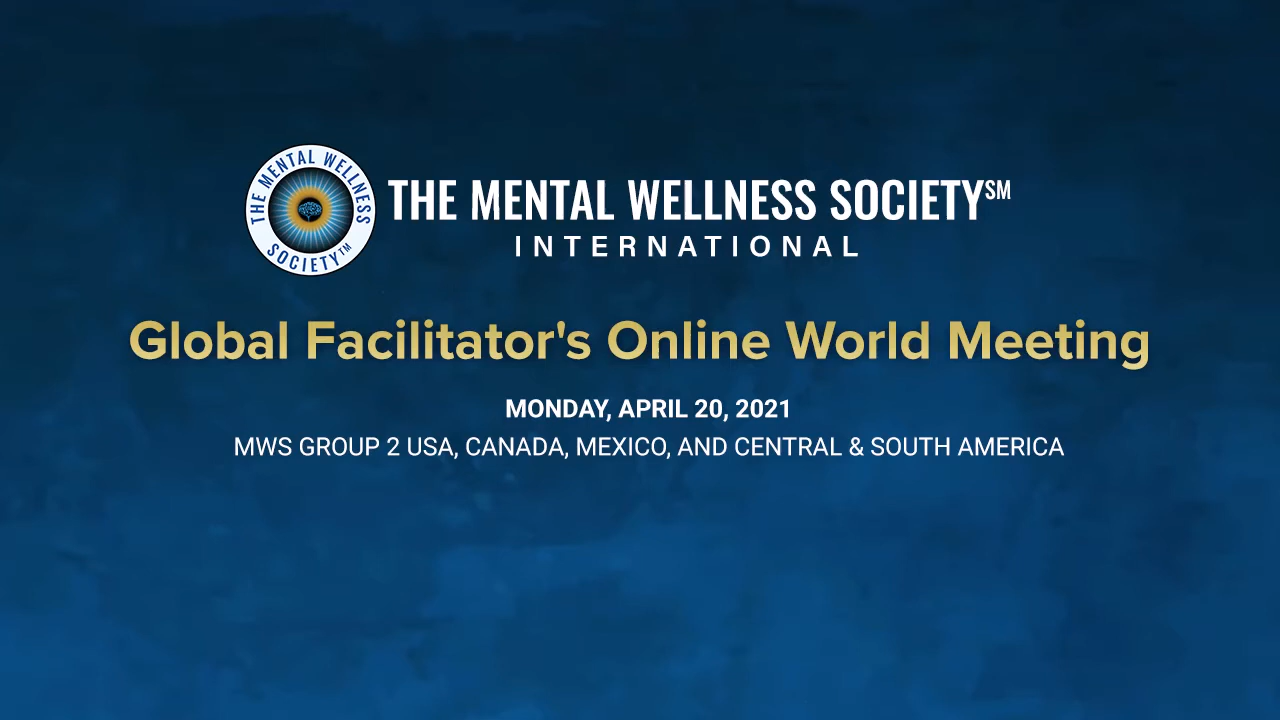 THE MENTAL WELLNESS
SOCIETY™
THE MENTAL WELLNESS SOCIETY℠
INTERNATIONAL
Global Facilitator's Online World Meeting
MONDAY, APRIL 20, 2021
MWS GROUP 2 USA, CANADA, MEXICO, AND CENTRAL & SOUTH AMERICA